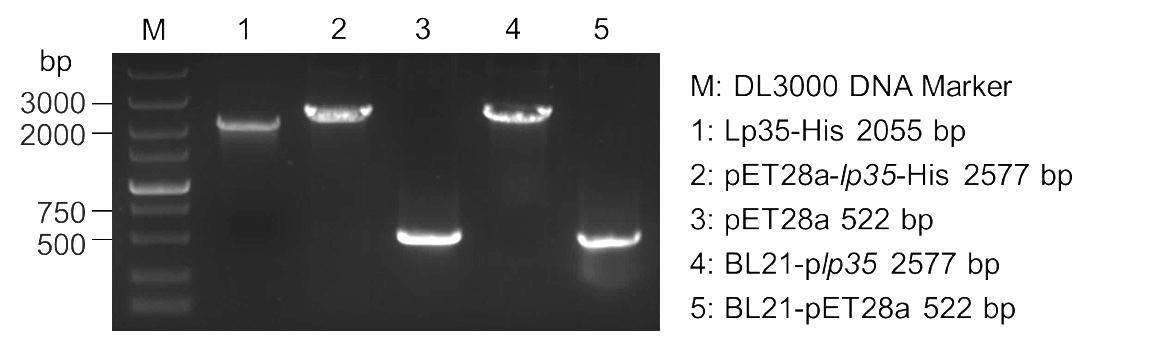 M 1 2 3 4 5
bp
3000
2000
750
500
M: DL3000 DNA Marker
1: Lp35-His 2055 bp
2: pET28a-lp35-His 2577 bp
3: pET28a 522 bp
4: BL21-plp35 2577 bp
5: BL21-pET28a 522 bp